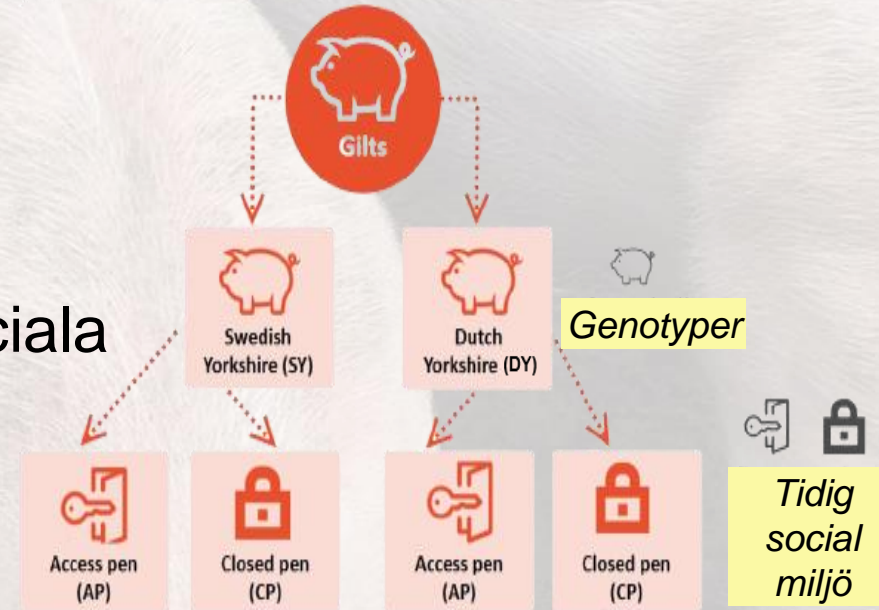 Gilts
ciala
Swedish
Yorkshire (SY)
Dutch
Yorkshire (DY)
Genotyper
Access pen
(AP)
Closed pen
(CP)
Access pen
(AP)
Closed pen
(CP)
Tidig
social
miljö